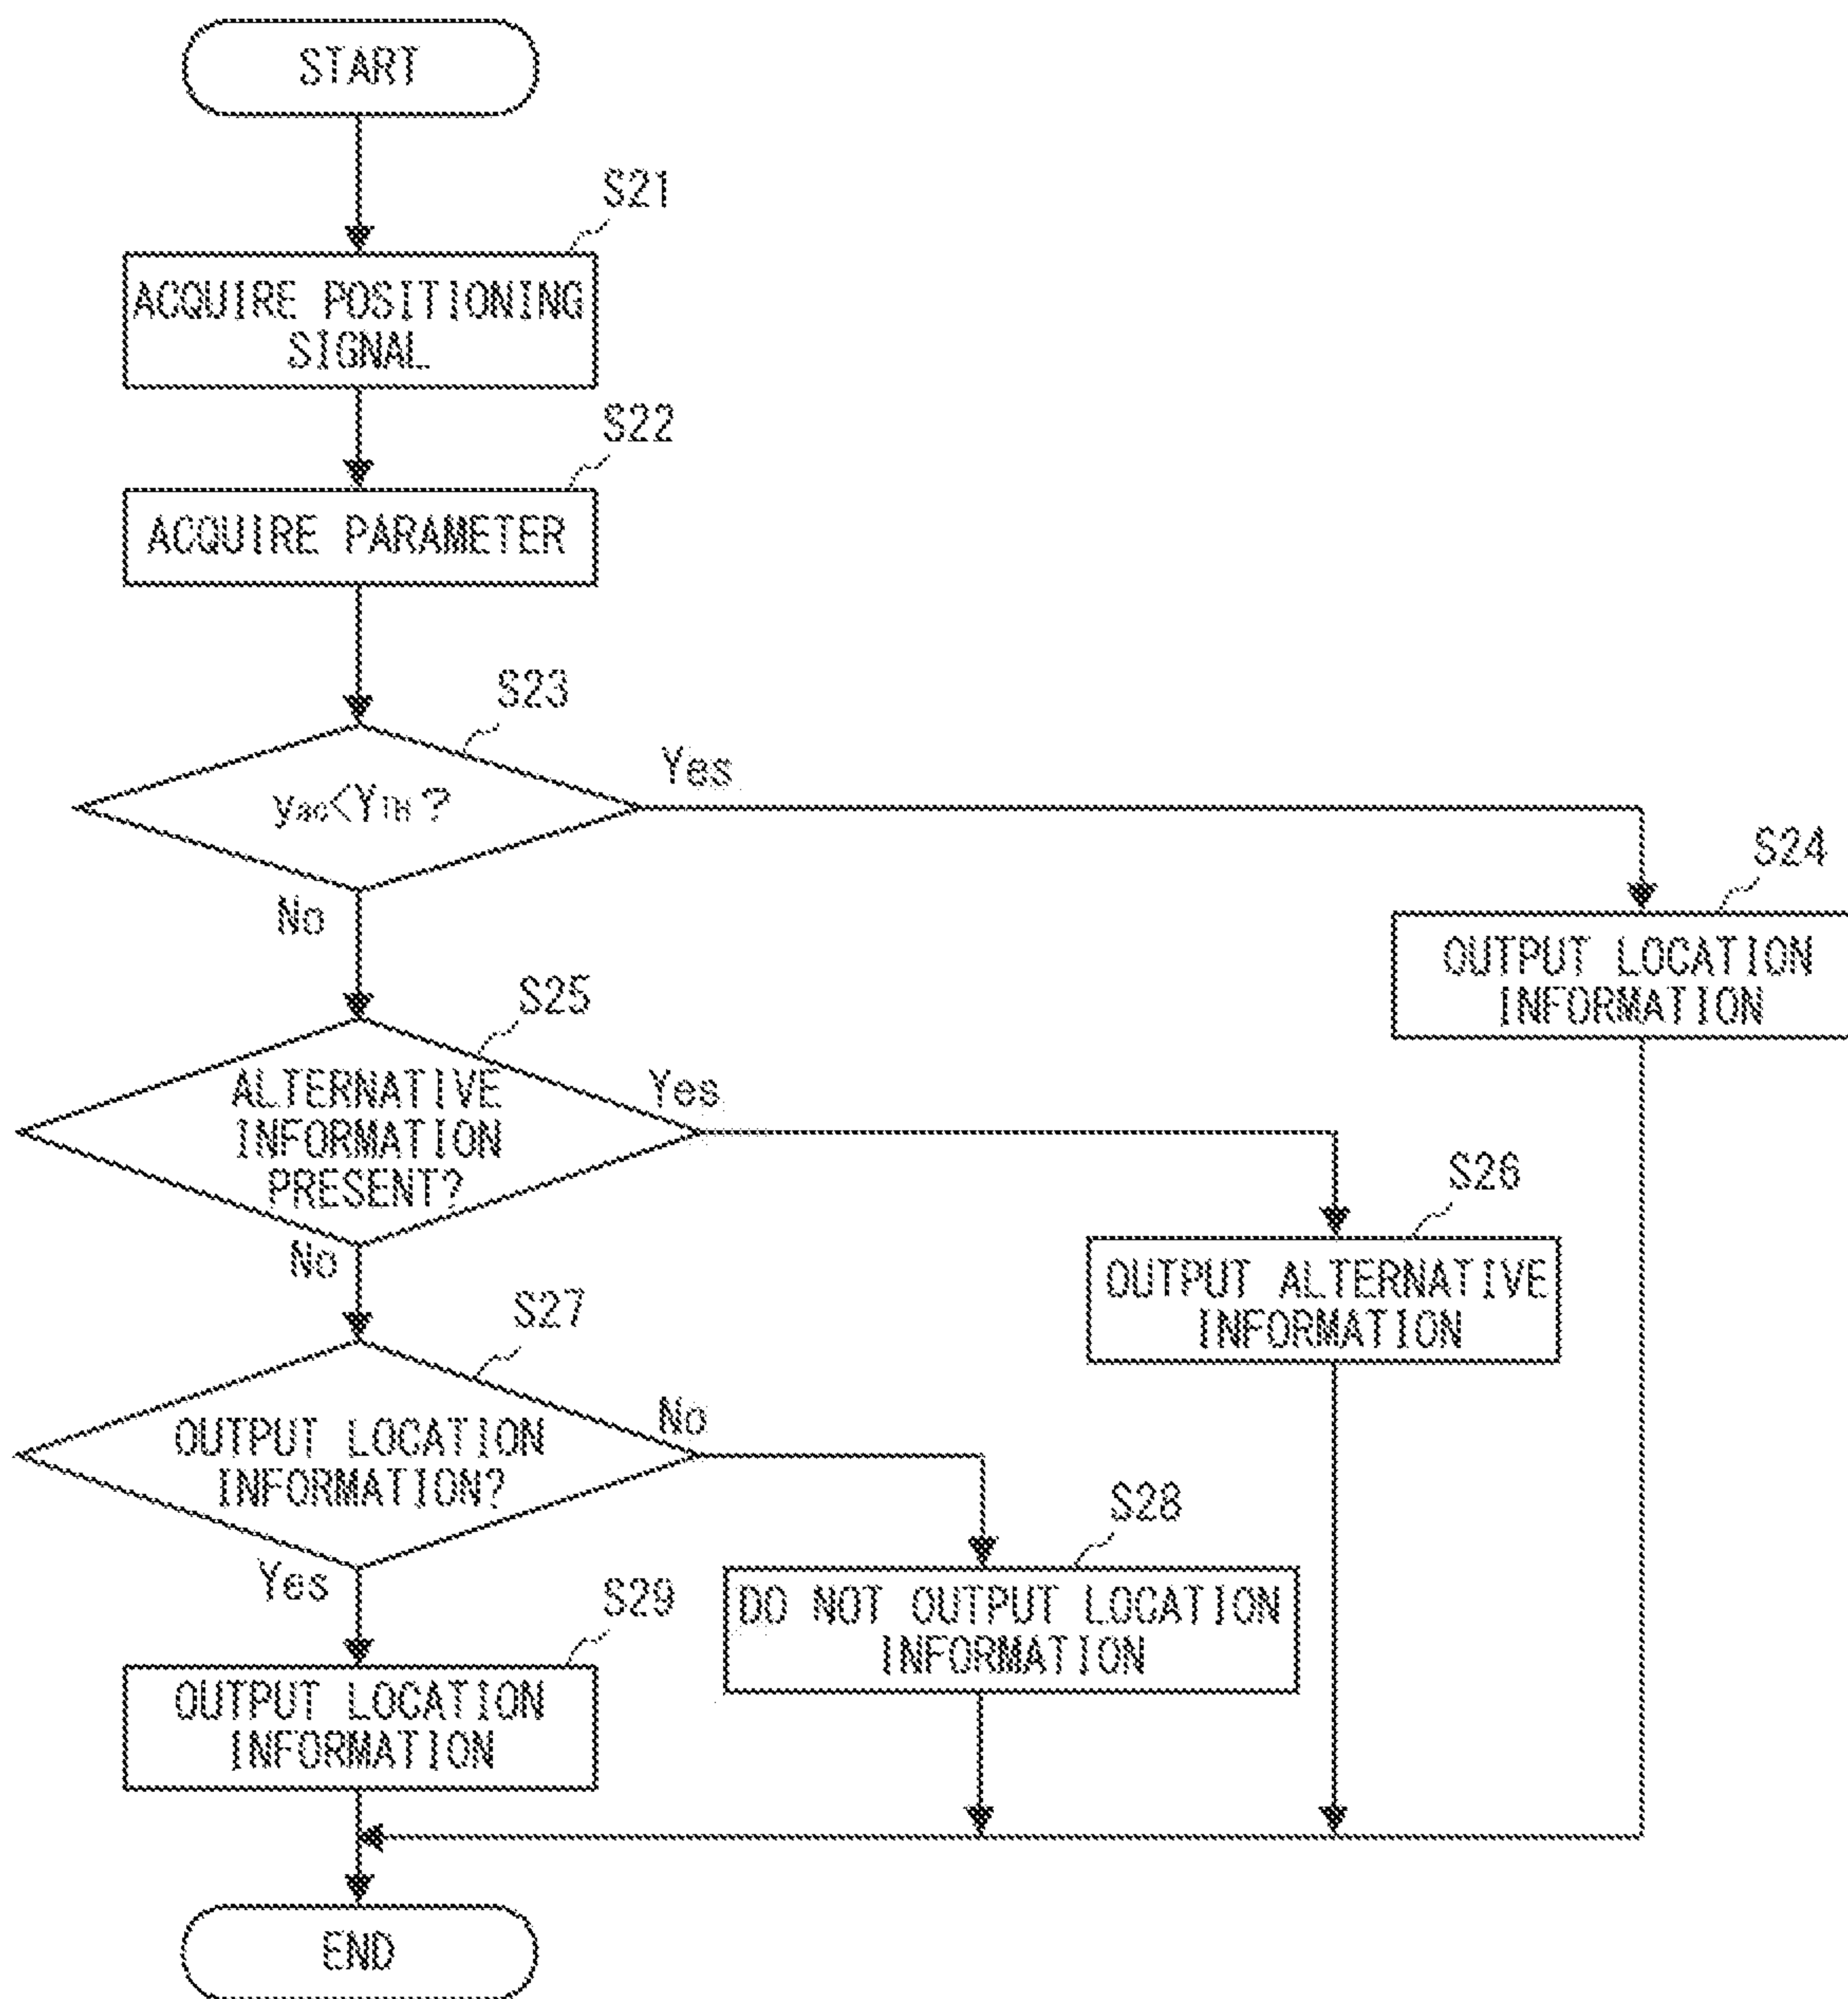 START
S21
ACQUIRE POSITIONING
SIGNAL
S22
ACQUIRE PARAMETER
S23
yac<YTH?
Yes
No
S24
OUTPUT LOCATION
INFORMATION
S25
ALTERNATIVE
INFORMATION
PRESENT?
Yes
No
S26
OUTPUT ALTERNATIVE
INFORMATION
S27
OUTPUT LOCATION
INFORMATION?
No
Yes
S28
DO NOT OUTPUT LOCATION
INFORMATION
S29
OUTPUT LOCATION
INFORMATION
END